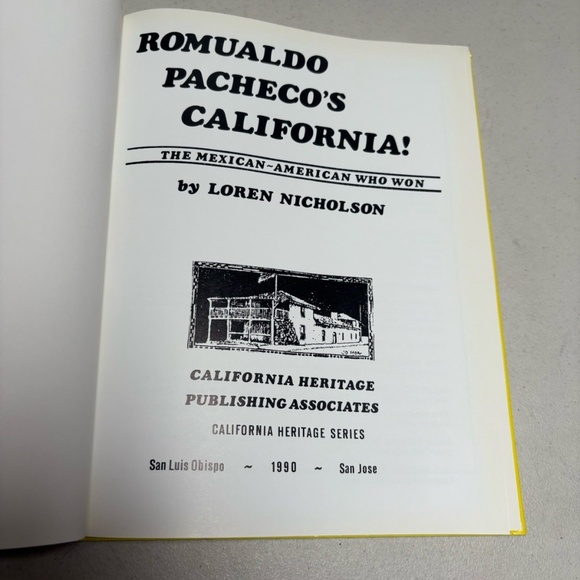 ROMUALDO
PACHECO'S
CALIFORNIA!
THE MEXICAN~AMERICAN WHO WON
by LOREN NICHOLSON
CALIFORNIA HERITAGE
PUBLISHING ASSOCIATES
CALIFORNIA HERITAGE SERIES
San Luis Obispo ~ 1990 ~ San Jose